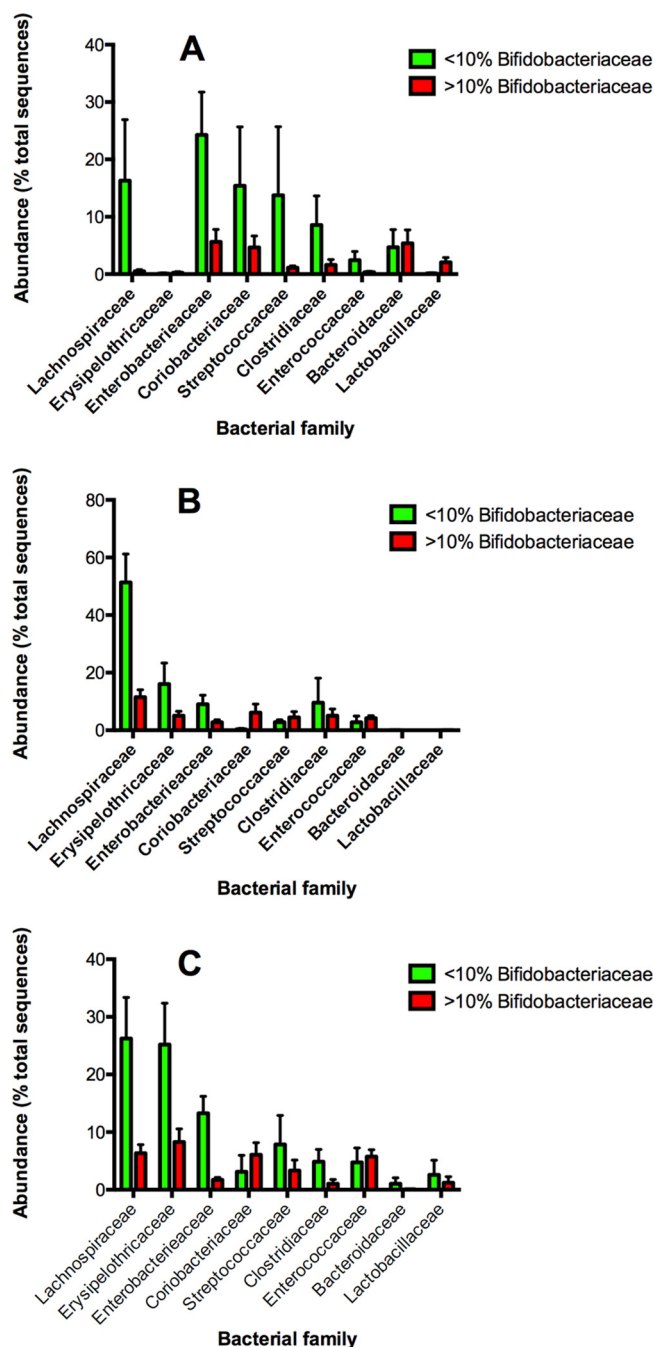 A
<10% Bifidobacteriaceae
>10% Bifidobacteriaceae
Abundance (% total sequences)
40
30
20
10
0
Lachnospiraceae
Erysipelothricaceae
Enterobacterieaceae
Coriobacteriaceae
Streptococcaceae
Clostridiaceae
Enterococcaceae
Bacteroidaceae
Lactobacillaceae
Bacterial family
B
<10% Bifidobacteriaceae
>10% Bifidobacteriaceae
Abundance (% total sequences)
80
60
40
20
0
Lachnospiraceae
Erysipelothricaceae
Enterobacterieaceae
Coriobacteriaceae
Streptococcaceae
Clostridiaceae
Enterococcaceae
Bacteroidaceae
Lactobacillaceae
Bacterial family
C
<10% Bifidobacteriaceae
>10% Bifidobacteriaceae
Abundance (% total sequences)
40
30
20
10
0
Lachnospiraceae
Erysipelothricaceae
Enterobacterieaceae
Coriobacteriaceae
Streptococcaceae
Clostridiaceae
Enterococcaceae
Bacteroidaceae
Lactobacillaceae
Bacterial family